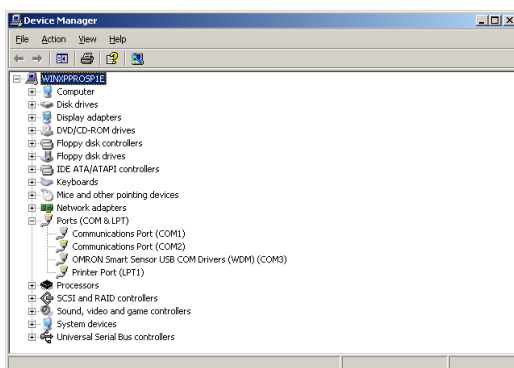 Device Manager
File Action View Help
WINXPPROSP1E
Computer
Disk drives
Display adapters
DVD/CD-ROM drives
Floppy disk controllers
Floppy disk drives
IDE ATA/ATAPI controllers
Keyboards
Mice and other pointing devices
Network adapters
Ports (COM & LPT)
Communications Port (COM1)
Communications Port (COM2)
OMRON Smart Sensor USB COM Drivers (WDM) (COM3)
Printer Port (LPT1)
Processors
SCSI and RAID controllers
Sound, video and game controllers
System devices
Universal Serial Bus controllers